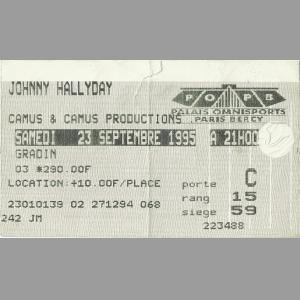 JOHNNY HALLYDAY
POPB
PALAIS OMNISPORTS
PARIS BERCY
CAMUS & CAMUS PRODUCTIONS
SAMEDI 23 SEPTEMBRE 1995 A 21H00
GRADIN
03 *290.00F
LOCATION:+10.00F/PLACE
porte C
rang 15
siege 59
23010139 02 271294 068
242 JM
223488